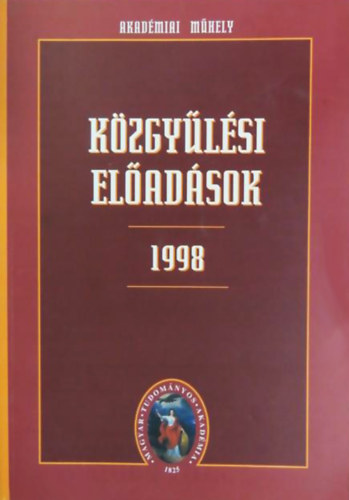 AKADÉMIAI MŰHELY
KÖZGYŰLÉSI
ELŐADÁSOK
1998
• MAGYAR • TUDOMÁNYOS • AKADÉMIA •
1825